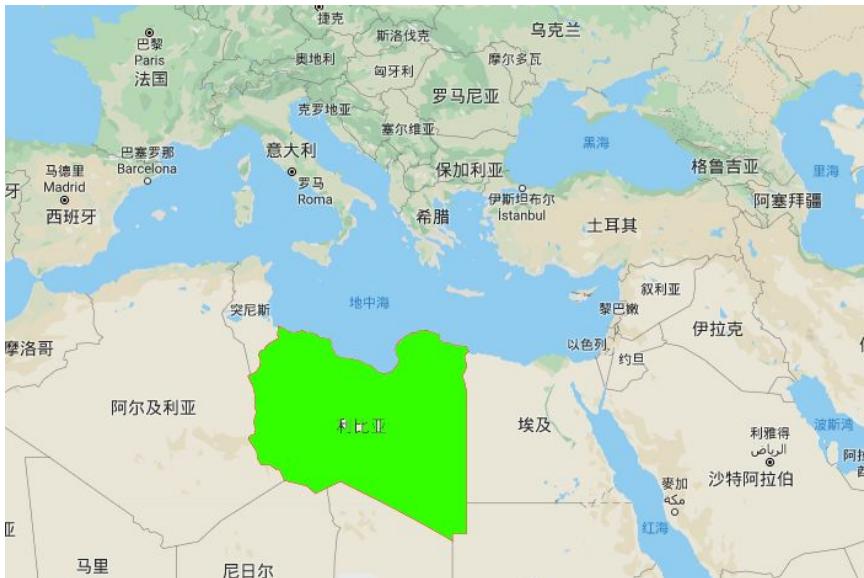 捷克
乌克兰
巴黎
Paris
法国
斯洛伐克
奥地利
匈牙利
摩尔多瓦
罗马尼亚
克罗地亚
塞尔维亚
黑海
巴塞罗那
Barcelona
意大利
罗马
Roma
保加利亚
格鲁吉亚
里海
马德里
Madrid
西班牙
牙
希腊
伊斯坦布尔
İstanbul
土耳其
阿塞拜疆
突尼斯
地中海
叙利亚
黎巴嫩
伊拉克
摩洛哥
以色列
约旦
阿尔及利亚
利比亚
埃及
利雅得
الرياض
波斯湾
沙特阿拉伯
麥加
مكة
红海
马里
尼日尔
亚